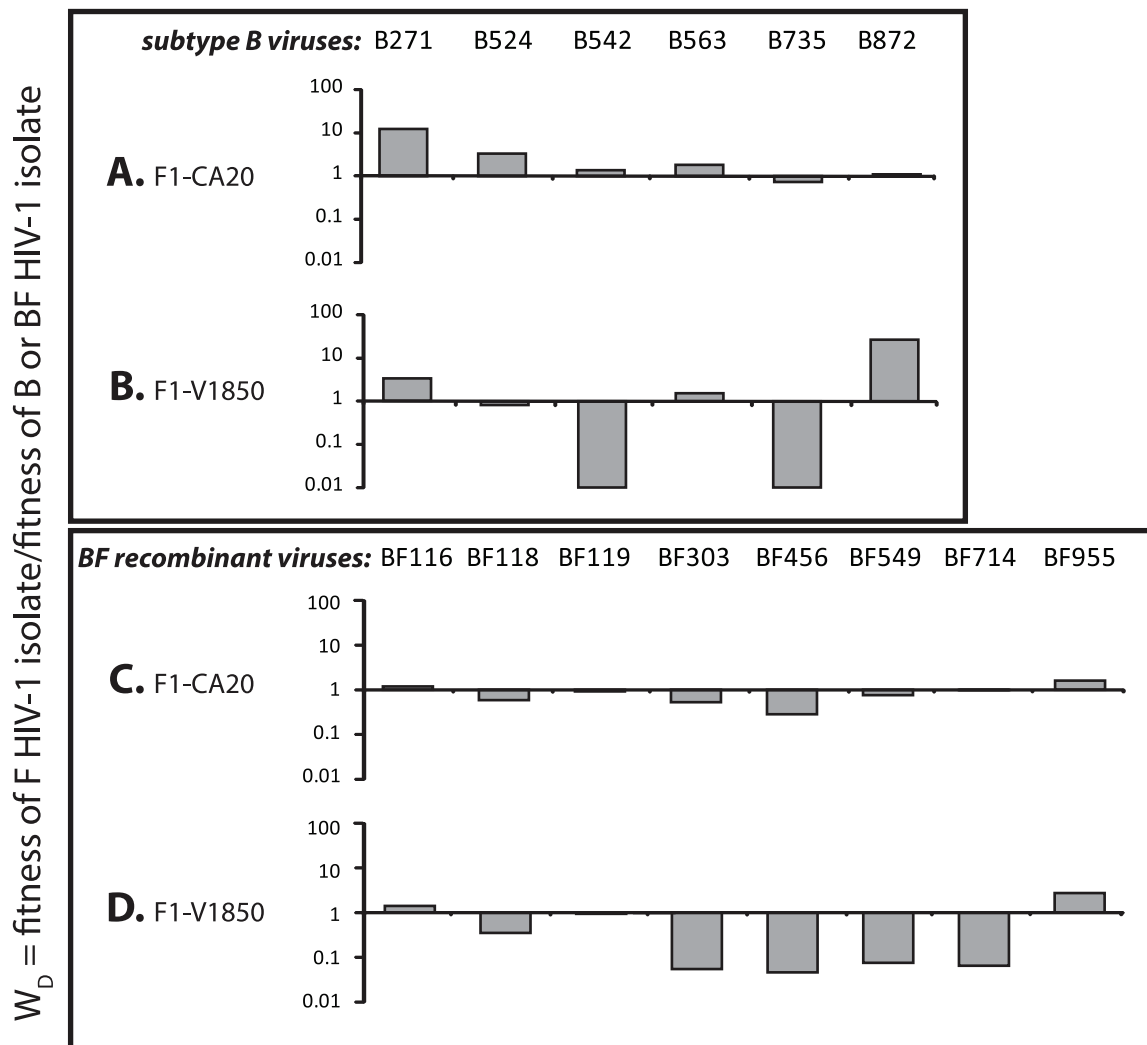 W_D = fitness of F HIV-1 isolate/fitness of B or BF HIV-1 isolate
subtype B viruses: B271 B524 B542 B563 B735 B872
A. F1-CA20
100
10
1
0.1
0.01
B. F1-V1850
100
10
1
0.1
0.01
BF recombinant viruses: BF116 BF118 BF119 BF303 BF456 BF549 BF714 BF955
C. F1-CA20
100
10
1
0.1
0.01
D. F1-V1850
100
10
1
0.1
0.01